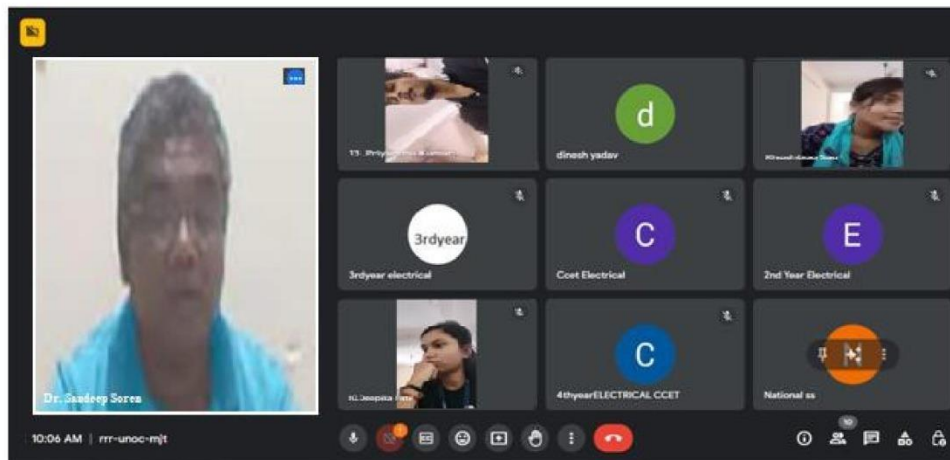 dinesh yadav
3rdyear
3rdyear electrical
C
Ccet Electrical
E
2nd Year Electrical
d
C
4thyearELECTRICAL CCET
N
National ss
Dr. Sandeep Soren
10:06 AM | rrr-unoc-mjt
10